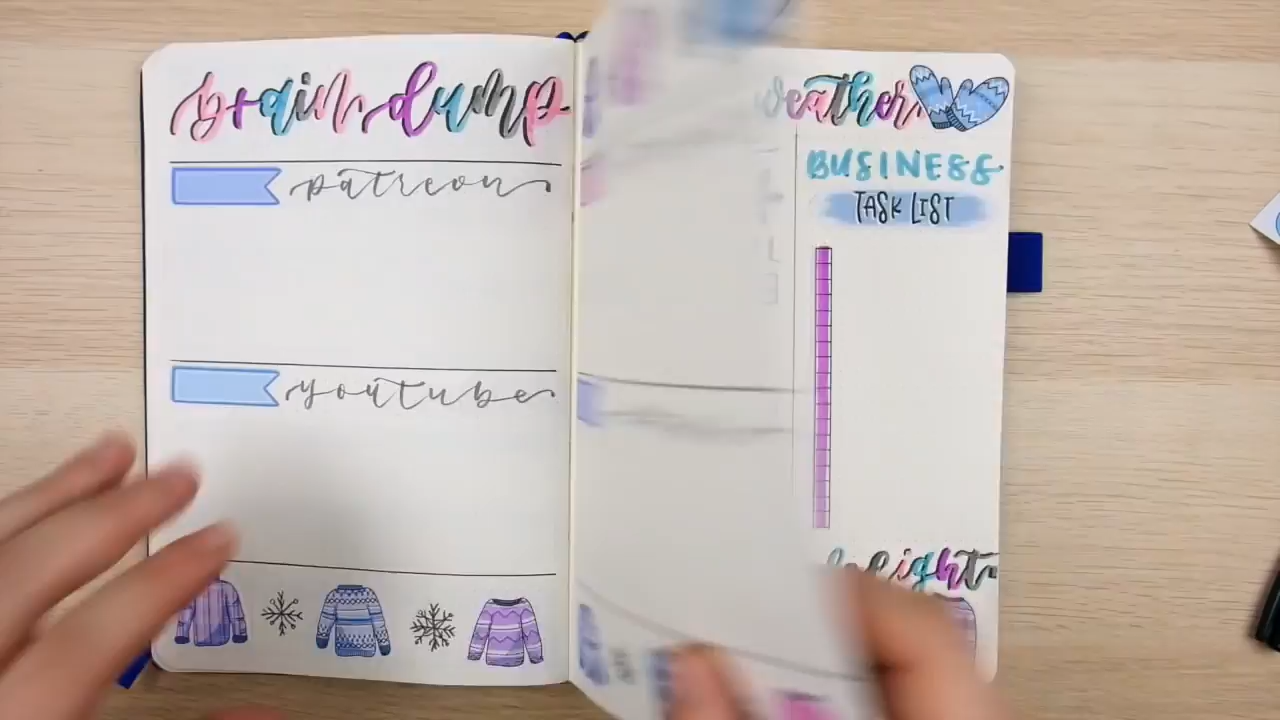 brain dump
patreon
youtube
weather
BUSINESS
TASK LIST